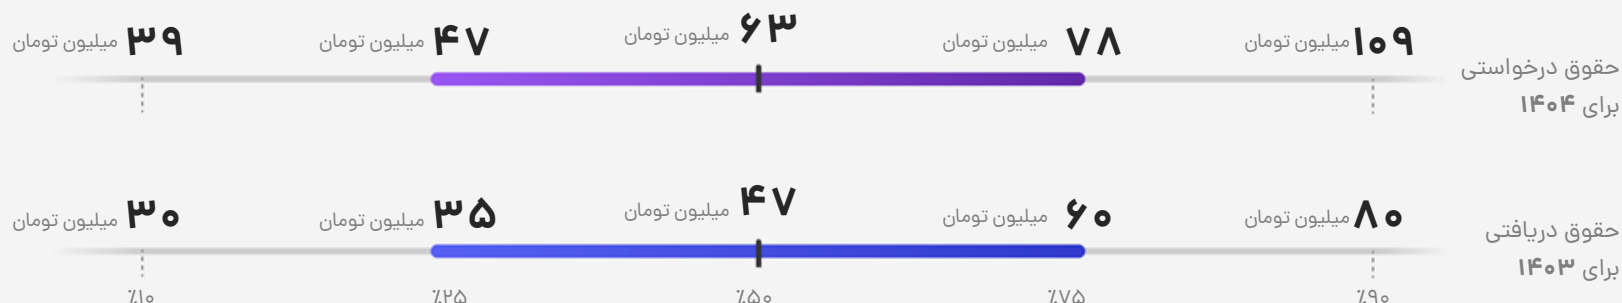 حقوق درخواستی
برای ۱۴۰۴
۱۰۹ میلیون تومان
۷۸ میلیون تومان
۶۳ میلیون تومان
۴۷ میلیون تومان
۳۹ میلیون تومان
حقوق دریافتی
برای ۱۴۰۳
۸۰ میلیون تومان
۶۰ میلیون تومان
۴۷ میلیون تومان
۳۵ میلیون تومان
۳۰ میلیون تومان
٪۹۰
٪۷۵
٪۵۰
٪۲۵
٪۱۰